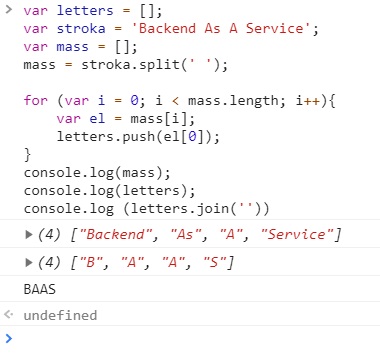 > var letters = [];
var stroka = 'Backend As A Service';
var mass = [];
mass = stroka.split(' ');
for (var i = 0; i < mass.length; i++){
    var el = mass[i];
    letters.push(el[0]);
}
console.log(mass);
console.log(letters);
console.log (letters.join(''))
▶ (4) ["Backend", "As", "A", "Service"]
▶ (4) ["B", "A", "A", "S"]
BAAS
undefined